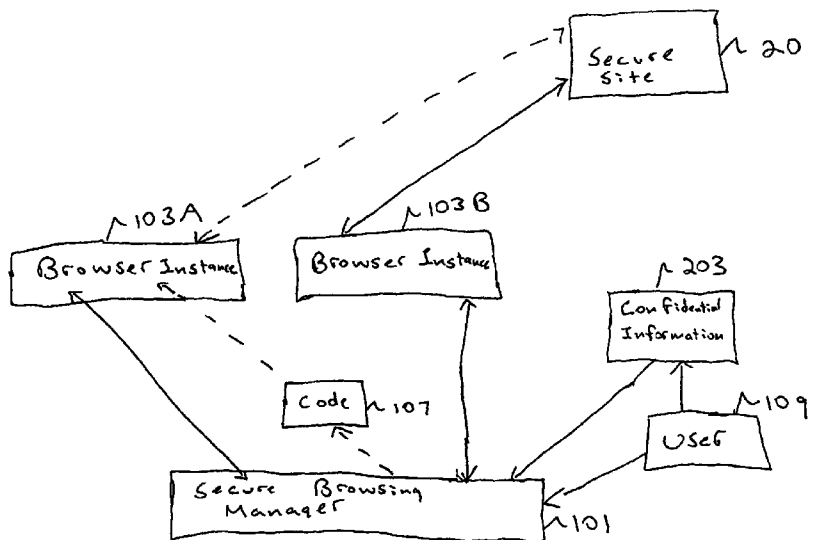 Secure
Site
20
103A
103B
Browser Instance
Browser Instance
203
Confidential
Information
Code
107
109
User
Secure Browsing
Manager
101